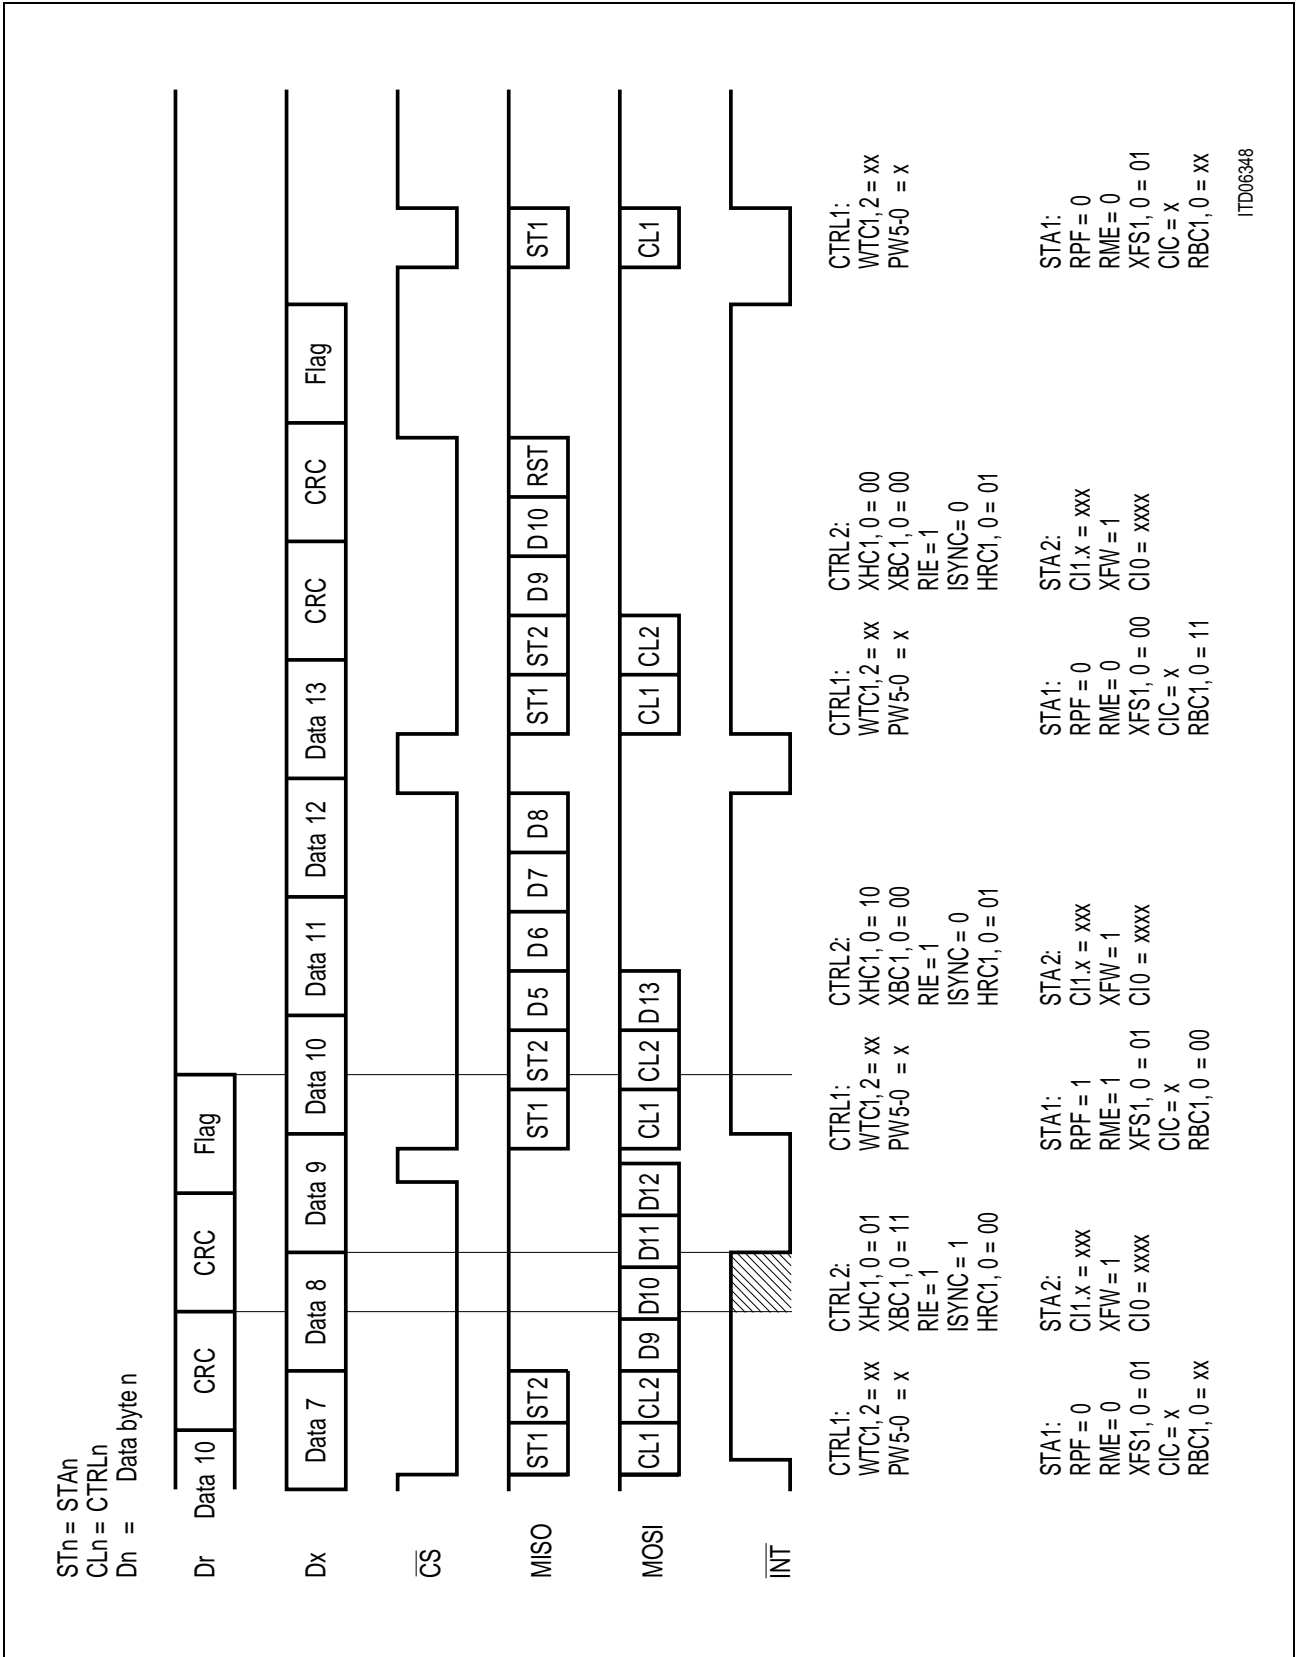 STn = STAn
CLn = CTRLn
Dn = Data byte n
Dr Data 10 CRC CRC Flag
Dx Data 7 Data 8 Data 9 Data 10 Data 11 Data 12 Data 13 CRC CRC Flag
CS
MISO ST1 ST2 ST1 ST2 D5 D6 D7 D8 ST1 ST2 D9 D10 RST ST1
MOSI CL1 CL2 D9 D10 D11 D12 CL1 CL2 D13 CL1 CL2 CL1
INT
CTRL1:
WTC1, 2 = xx
PW5-0 = x
CTRL2:
XHC1, 0 = 01
XBC1, 0 = 11
RIE = 1
ISYNC = 1
HRC1, 0 = 00
CTRL1:
WTC1, 2 = xx
PW5-0 = x
CTRL2:
XHC1, 0 = 10
XBC1, 0 = 00
RIE = 1
ISYNC = 0
HRC1, 0 = 01
CTRL1:
WTC1, 2 = xx
PW5-0 = x
CTRL2:
XHC1, 0 = 00
XBC1, 0 = 00
RIE = 1
ISYNC= 0
HRC1, 0 = 01
CTRL1:
WTC1, 2 = xx
PW5-0 = x
STA1:
RPF = 0
RME = 0
XFS1, 0 = 01
CIC = x
RBC1, 0 = xx
STA2:
CI1.x = xxx
XFW = 1
CI0 = xxxx
STA1:
RPF = 1
RME = 1
XFS1, 0 = 01
CIC = x
RBC1, 0 = 00
STA2:
CI1.x = xxx
XFW = 1
CI0 = xxxx
STA1:
RPF = 0
RME = 0
XFS1, 0 = 00
CIC = x
RBC1, 0 = 11
STA2:
CI1.x = xxx
XFW = 1
CI0 = xxxx
STA1:
RPF = 0
RME = 0
XFS1, 0 = 01
CIC = x
RBC1, 0 = xx
ITD06348